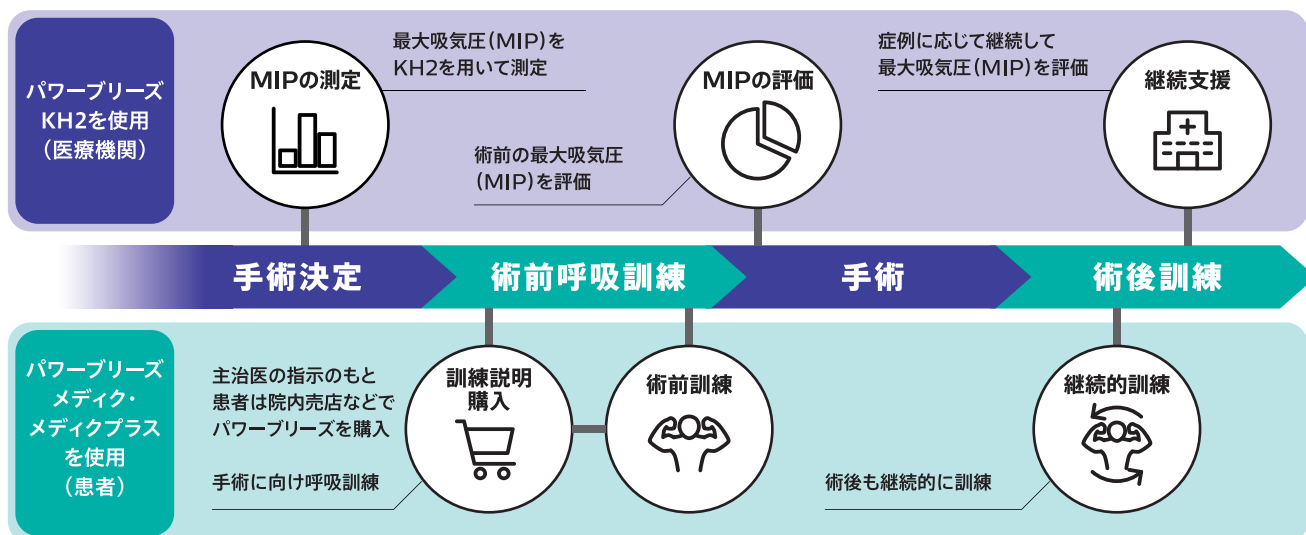 パワーブリーズ
KH2を使用
（医療機関）
MIPの測定
最大吸気圧（MIP）を
KH2を用いて測定
術前の最大吸気圧
（MIP）を評価
MIPの評価
症例に応じて継続して
最大吸気圧（MIP）を評価
継続支援
手術決定
術前呼吸訓練
手術
術後訓練
パワーブリーズ
メディク・
メディクプラス
を使用
（患者）
主治医の指示のもと
患者は院内売店などで
パワーブリーズを購入
手術に向け呼吸訓練
訓練説明
購入
術前訓練
術後も継続的に訓練
継続的訓練